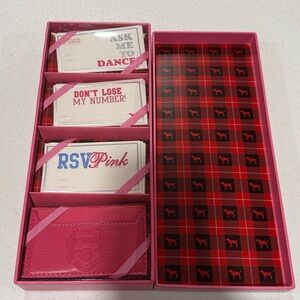 ASK
ME
TO
DANCE!
DON'T LOSE
MY NUMBER!
RSVPink